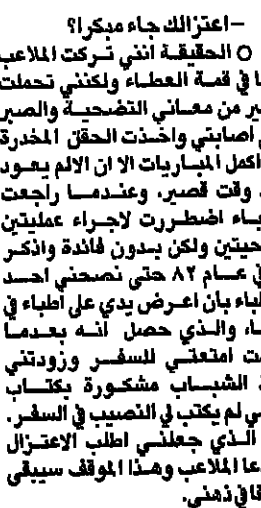 – اعتزالك جاء مبكرا؟
○ الحقيقة انني تركت الملاعب
ا في قمة العطاء ولكنني تحملت
ير من معاني التضحية والصبر
اصابتي واخذت الحقن المخدرة
اكمل المباريات الا ان الالم يعود
وقت قصير، وعندما راجعت
باء اضطررت لاجراء عمليتين
حيتين ولكن بدون فائدة واذكر
في عام ٨٢ حتى نصحني احد
طباء بان اعرض يدي على اطباء في
ا، والذي حصل انه بعدما
ت امتعتي للسفر وزودتني
ة الشباب مشكورة بكتاب
ي لم يكتب لي النصيب في السفر.
الذي جعلني اطلب الاعتزال
دعا الملاعب وهذا الموقف سيبقى
قا في ذهني.